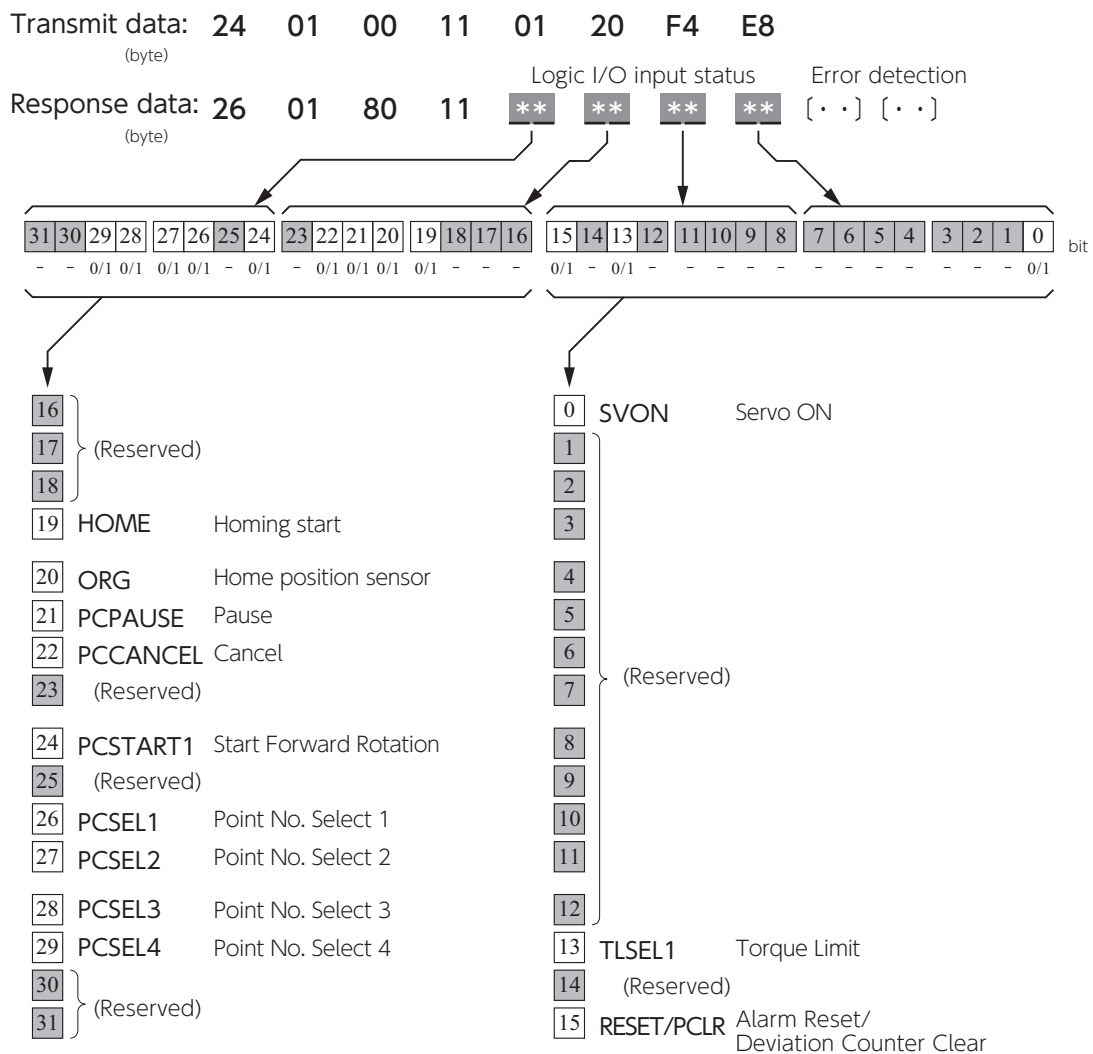 Transmit data: 24 01 00 11 01 20 F4 E8
(byte)
Logic I/O input status Error detection
Response data: 26 01 80 11 ** ** ** ** [··] [··]
(byte)
31 30 29 28 27 26 25 24 23 22 21 20 19 18 17 16 15 14 13 12 11 10 9 8 7 6 5 4 3 2 1 0 bit
- - 0/1 0/1 0/1 0/1 - 0/1 - 0/1 0/1 0/1 0/1 - - - 0/1 - 0/1 - - - - - - - - - - - - 0/1
16
17 (Reserved)
18
19 HOME Homing start
20 ORG Home position sensor
21 PCPAUSE Pause
22 PCCANCEL Cancel
23 (Reserved)
24 PCSTART1 Start Forward Rotation
25 (Reserved)
26 PCSEL1 Point No. Select 1
27 PCSEL2 Point No. Select 2
28 PCSEL3 Point No. Select 3
29 PCSEL4 Point No. Select 4
30
(Reserved)
31
0 SVON Servo ON
1
2
3
4
5
6
(Reserved)
7
8
9
10
11
12
13 TLSEL1 Torque Limit
14 (Reserved)
15 RESET/PCLR Alarm Reset/
Deviation Counter Clear